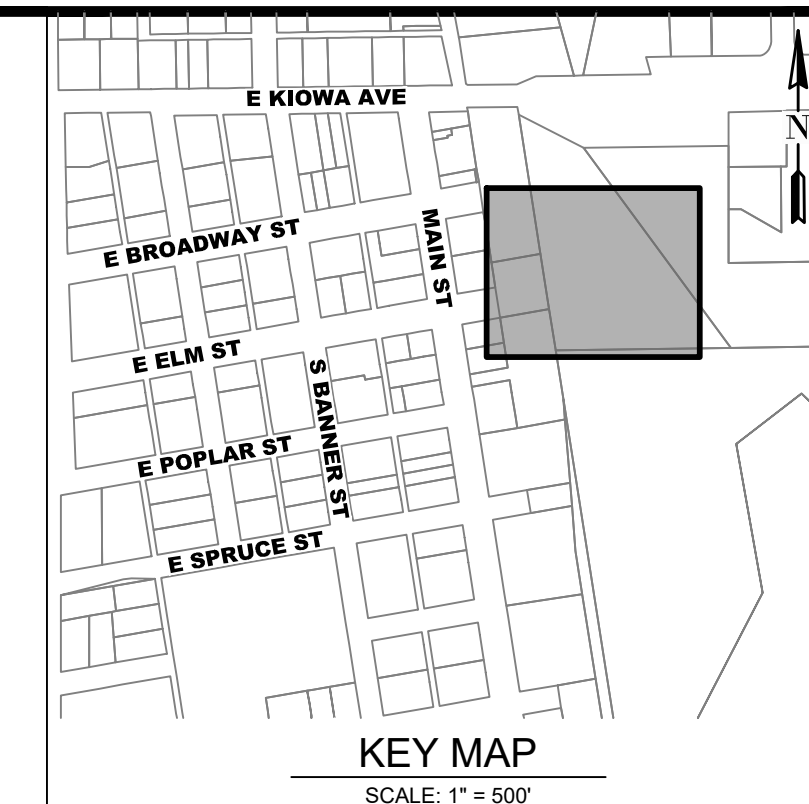 E KIOWA AVE
N
E BROADWAY ST
MAIN ST
E ELM ST
S BANNER ST
E POPLAR ST
E SPRUCE ST
KEY MAP
SCALE: 1" = 500'